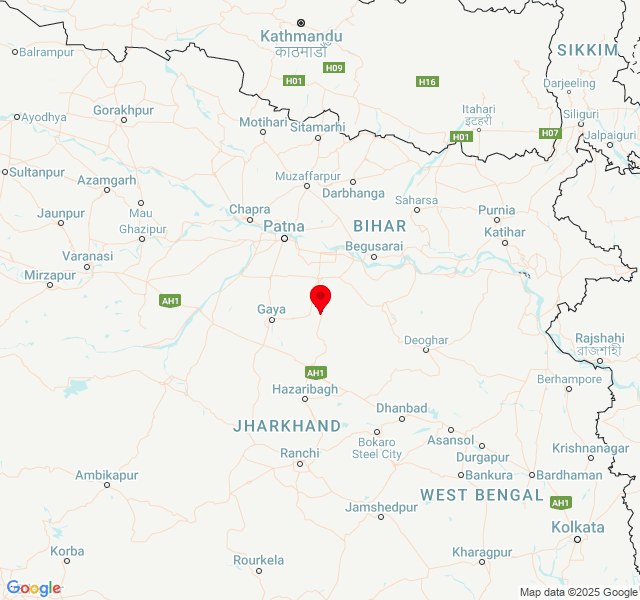 Kathmandu
काठमाडौं
SIKKIM
Balrampur
H09
H01
H16
Darjeeling
Itahari
इटहरी
Siliguri
Gorakhpur
Ayodhya
Motihari
Sitamarhi
H01
H07
Jalpaiguri
Sultanpur
Muzaffarpur
Azamgarh
Darbhanga
Saharsa
Mau
Chapra
Purnia
Jaunpur
Patna
BIHAR
Ghazipur
Katihar
Begusarai
Varanasi
Mirzapur
AH1
Gaya
Deoghar
Rajshahi
রাজশাহী
AH1
Berhampore
Hazaribagh
Dhanbad
JHARKHAND
Asansol
Bokaro
Steel City
Krishnanagar
Durgapur
Ranchi
Ambikapur
Bankura
Bardhaman
WEST BENGAL
AH1
Jamshedpur
Kolkata
Korba
Kharagpur
Rourkela
Google
Map data ©2025 Google